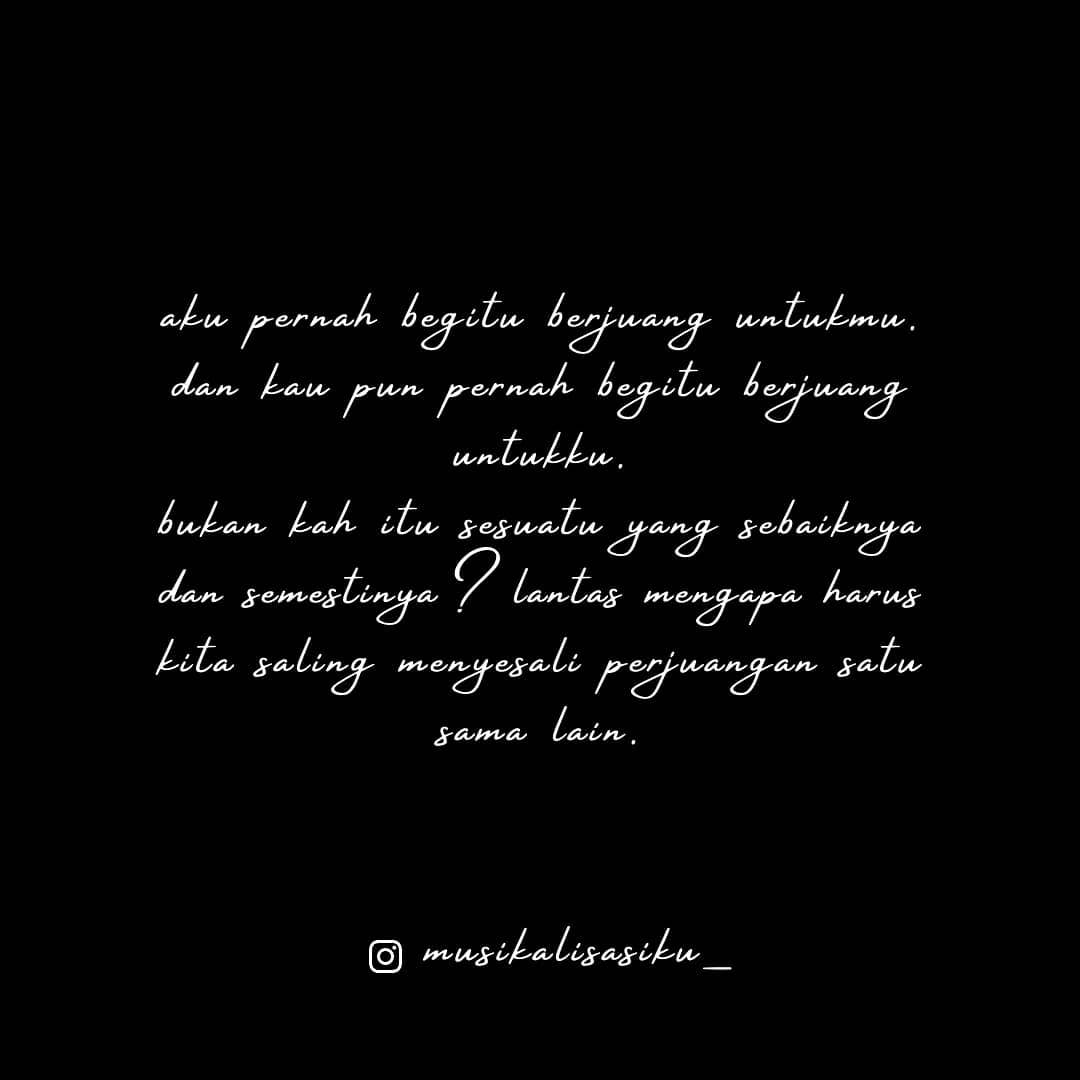 aku pernah begitu berjuang untukmu.
dan kau pun pernah begitu berjuang
untukku.
bukan kah itu sesuatu yang sebaiknya
dan semestinya? lantas mengapa harus
kita saling menyesali perjuangan satu
sama lain.
musikalisasiku_